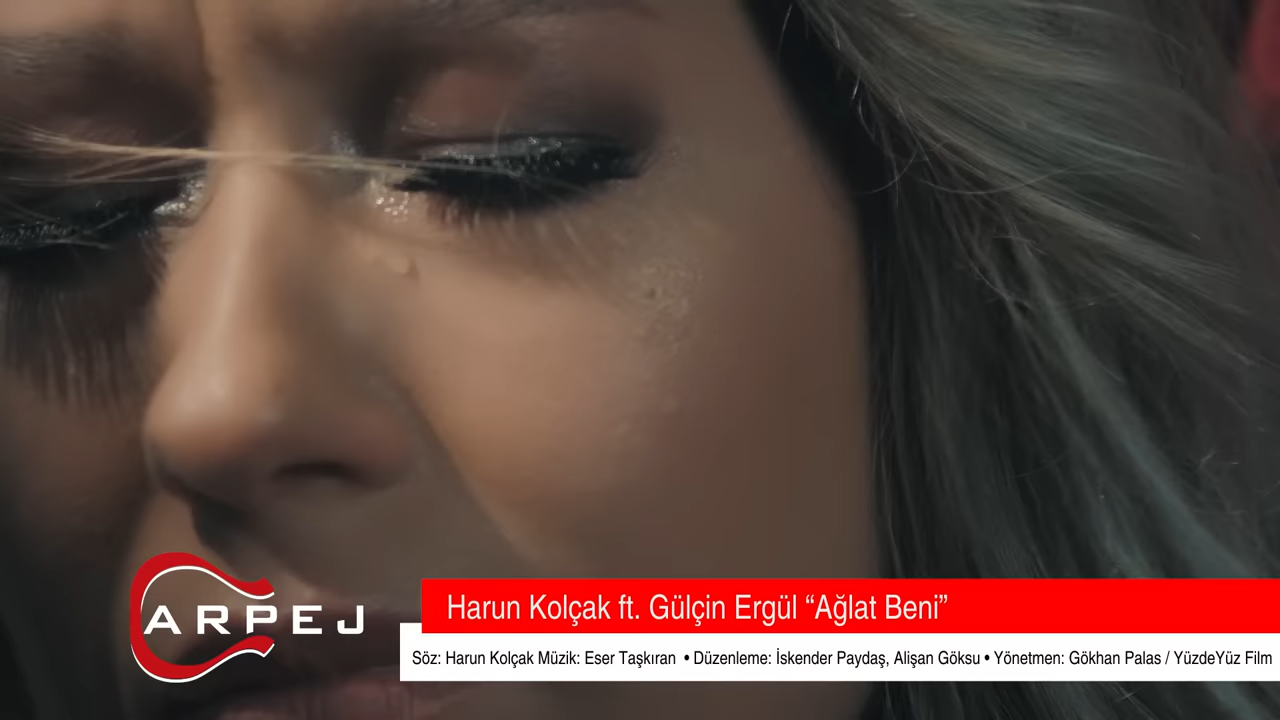 ARPEJ
Harun Kolçak ft. Gülçin Ergül “Ağlat Beni”
Söz: Harun Kolçak Müzik: Eser Taşkıran • Düzenleme: İskender Paydaş, Alişan Göksu • Yönetmen: Gökhan Palas / YüzdeYüz Film